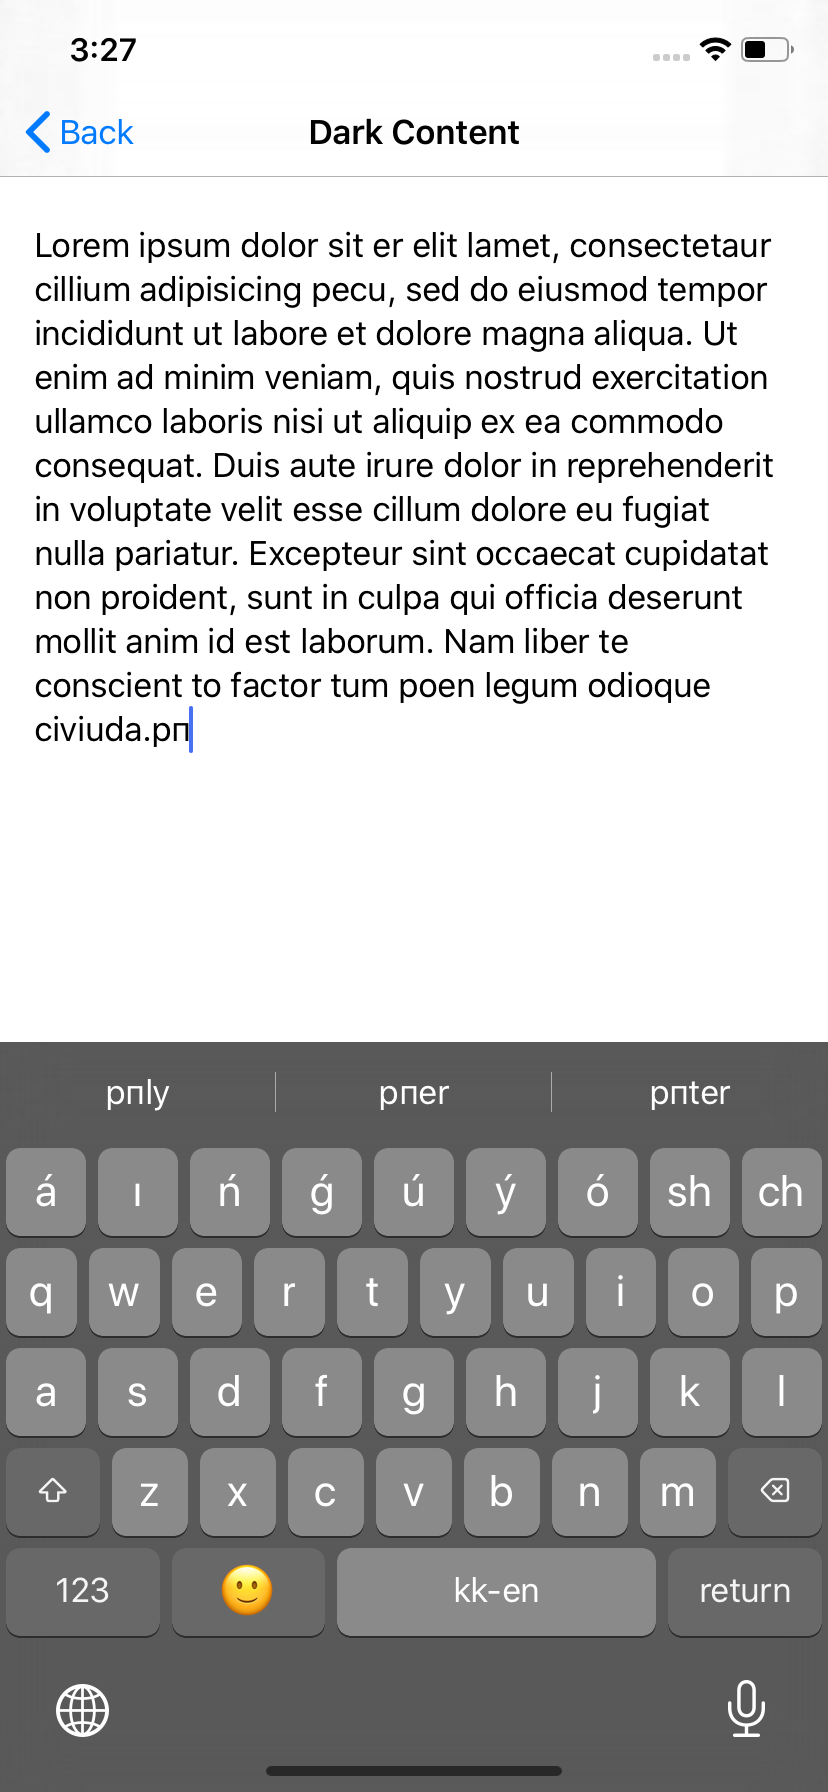 3:27
Back
Dark Content
Lorem ipsum dolor sit er elit lamet, consectetaur
cillium adipisicing pecu, sed do eiusmod tempor
incididunt ut labore et dolore magna aliqua. Ut
enim ad minim veniam, quis nostrud exercitation
ullamco laboris nisi ut aliquip ex ea commodo
consequat. Duis aute irure dolor in reprehenderit
in voluptate velit esse cillum dolore eu fugiat
nulla pariatur. Excepteur sint occaecat cupidatat
non proident, sunt in culpa qui officia deserunt
mollit anim id est laborum. Nam liber te
conscient to factor tum poen legum odioque
civiuda.рп
рпly рпer рпter
á ı ń ǵ ú ý ó sh ch
q w e r t y u i o p
a s d f g h j k l
z x c v b n m
123 🙂 kk-en return